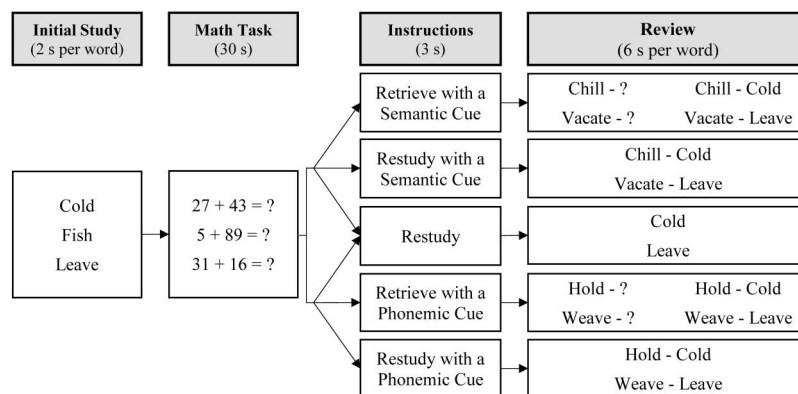 Initial Study
(2 s per word)
Math Task
(30 s)
Instructions
(3 s)
Review
(6 s per word)
Cold
Fish
Leave
27 + 43 = ?
5 + 89 = ?
31 + 16 = ?
Retrieve with a
Semantic Cue
Chill - ? Chill - Cold
Vacate - ? Vacate - Leave
Restudy with a
Semantic Cue
Chill - Cold
Vacate - Leave
Restudy
Cold
Leave
Retrieve with a
Phonemic Cue
Hold - ? Hold - Cold
Weave - ? Weave - Leave
Restudy with a
Phonemic Cue
Hold - Cold
Weave - Leave